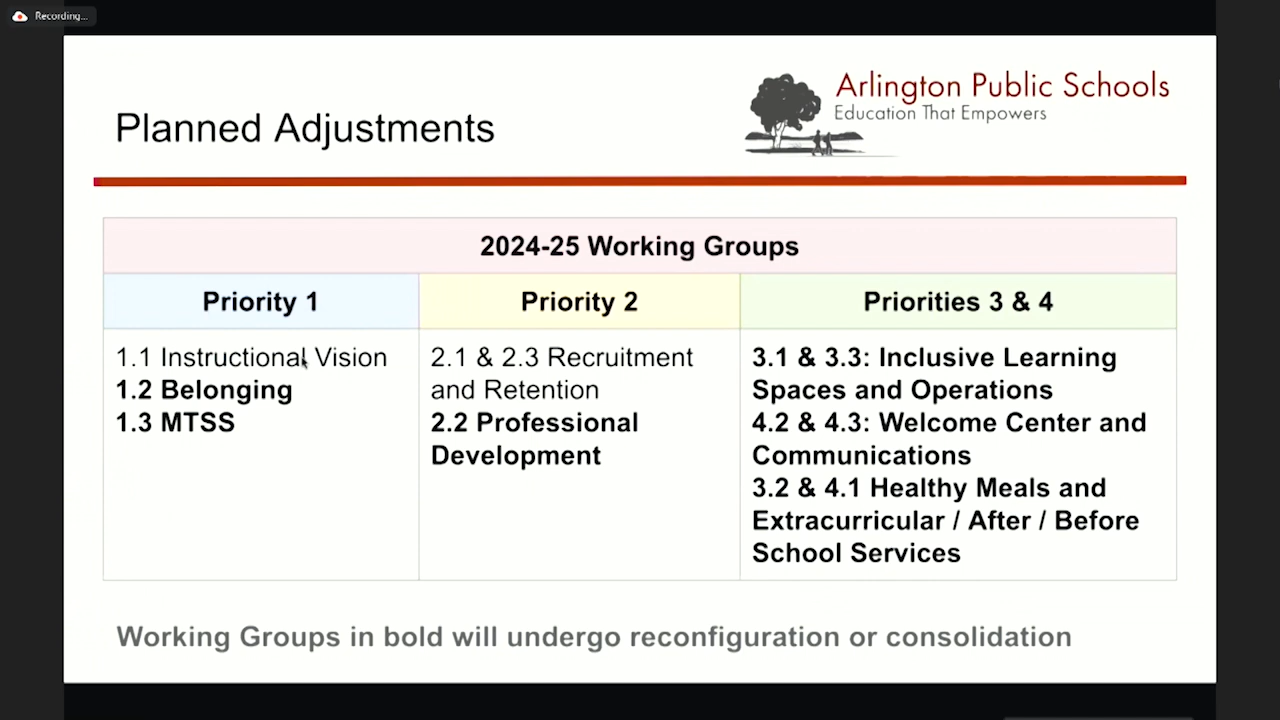 Recording...
Arlington Public Schools
Education That Empowers
Planned Adjustments
2024-25 Working Groups
Priority 1
Priority 2
Priorities 3 & 4
1.1 Instructional Vision
1.2 Belonging
1.3 MTSS
2.1 & 2.3 Recruitment
and Retention
2.2 Professional
Development
3.1 & 3.3: Inclusive Learning
Spaces and Operations
4.2 & 4.3: Welcome Center and
Communications
3.2 & 4.1 Healthy Meals and
Extracurricular / After / Before
School Services
Working Groups in bold will undergo reconfiguration or consolidation